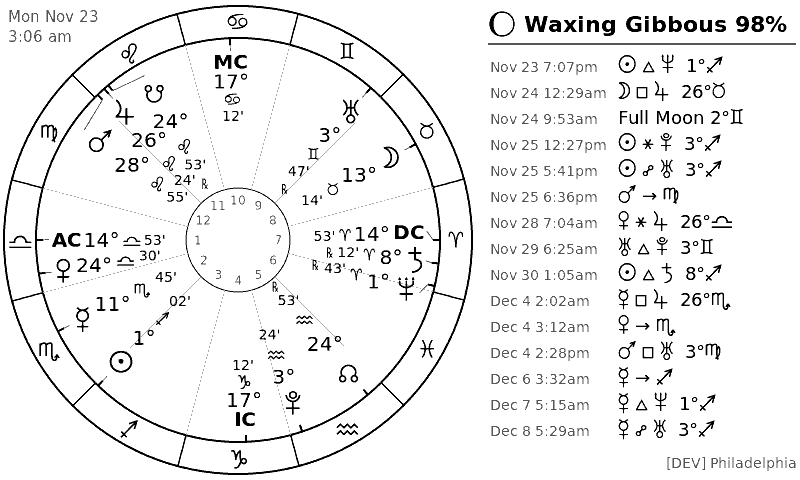 Mon Nov 23
3:06 am
☽ Waxing Gibbous 98%
Nov 23 7:07pm ☉ △ ♆ 1°♐
Nov 24 12:29am ☽ □ ♃ 26°♉
Nov 24 9:53am Full Moon 2°♊
Nov 25 12:27pm ☉ ⚹ ⚘ 3°♐
Nov 25 5:41pm ☉ ☍ ♅ 3°♐
Nov 25 6:36pm ♂ → ♍
Nov 28 7:04am ♀ ⚹ ♃ 26°♎
Nov 29 6:25am ♅ △ ♇ 3°♊
Nov 30 1:05am ☉ △ ♄ 8°♐
Dec 4 2:02am ☿ □ ♃ 26°♏
Dec 4 3:12am ♀ → ♏
Dec 4 2:28pm ♂ □ ♅ 3°♍
Dec 6 3:32am ☿ → ♐
Dec 7 5:15am ☿ △ ♆ 1°♐
Dec 8 5:29am ☿ ☍ ♅ 3°♐
[DEV] Philadelphia
♋
♌ ♊
♍ ♉
♎ ♈
♏ ♓
♐ ♒
♑
MC
17°
♋
12'
☋ 24° ♌ 53'
♃ 26° ♌ 24' ℞
♂ 28° ♌ 55'
♅ 3° ♊ 47' ℞
☽ 13° ♉ 14'
AC 14° ♎ 53'
♀ 24° ♎ 30'
☿ 11° ♏ 45'
☉ 1° ♐ 02'
53' ♈ 14° DC
℞ 12' ♈ 8° ♄
℞ 43' ♈ 1° ♆
℞ 53' ♒ 24° ☊
24' ♒ 3° ♇
12'
♑
17°
IC
11 10 9
12 8
1 7
2 6
3 4 5